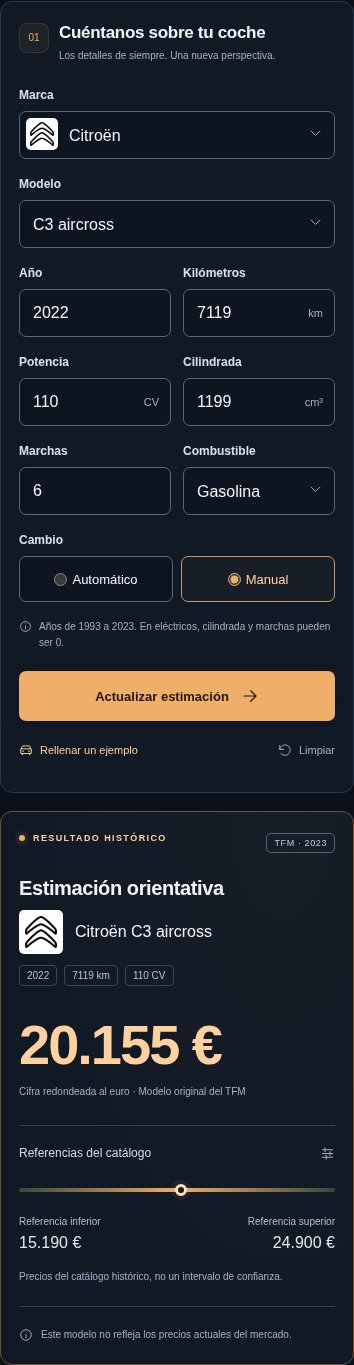 01
Cuéntanos sobre tu coche
Los detalles de siempre. Una nueva perspectiva.
Marca
Citroën
Modelo
C3 aircross
Año
Kilómetros
2022
7119 km
Potencia
Cilindrada
110 CV
1199 cm³
Marchas
Combustible
6
Gasolina
Cambio
Automático
Manual
Años de 1993 a 2023. En eléctricos, cilindrada y marchas pueden
ser 0.
Actualizar estimación
Rellenar un ejemplo
Limpiar
RESULTADO HISTÓRICO
TFM · 2023
Estimación orientativa
Citroën C3 aircross
2022
7119 km
110 CV
20.155 €
Cifra redondeada al euro · Modelo original del TFM
Referencias del catálogo
Referencia inferior
Referencia superior
15.190 €
24.900 €
Precios del catálogo histórico, no un intervalo de confianza.
Este modelo no refleja los precios actuales del mercado.